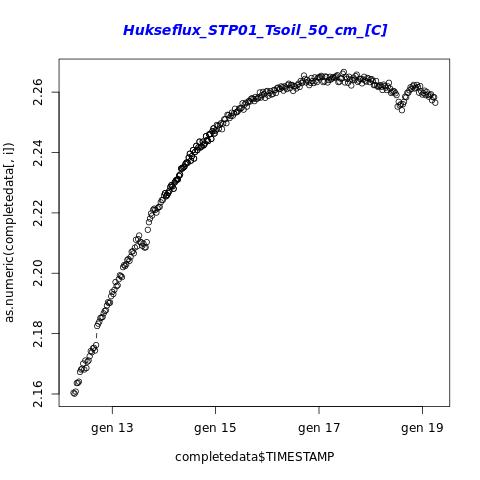 Hukseflux_STP01_Tsoil_50_cm_[C]
as.numeric(completedata[, i])
2.26
2.24
2.22
2.20
2.18
2.16
gen 13
gen 15
gen 17
gen 19
completedata$TIMESTAMP